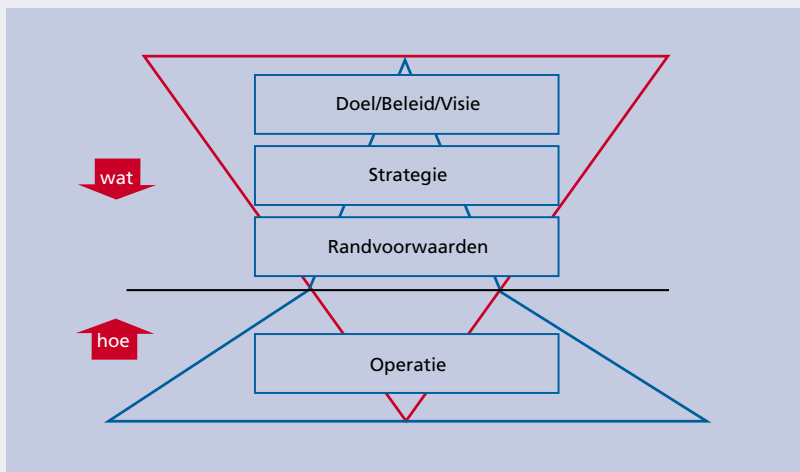 Doel/Beleid/Visie
wat
Strategie
Randvoorwaarden
hoe
Operatie